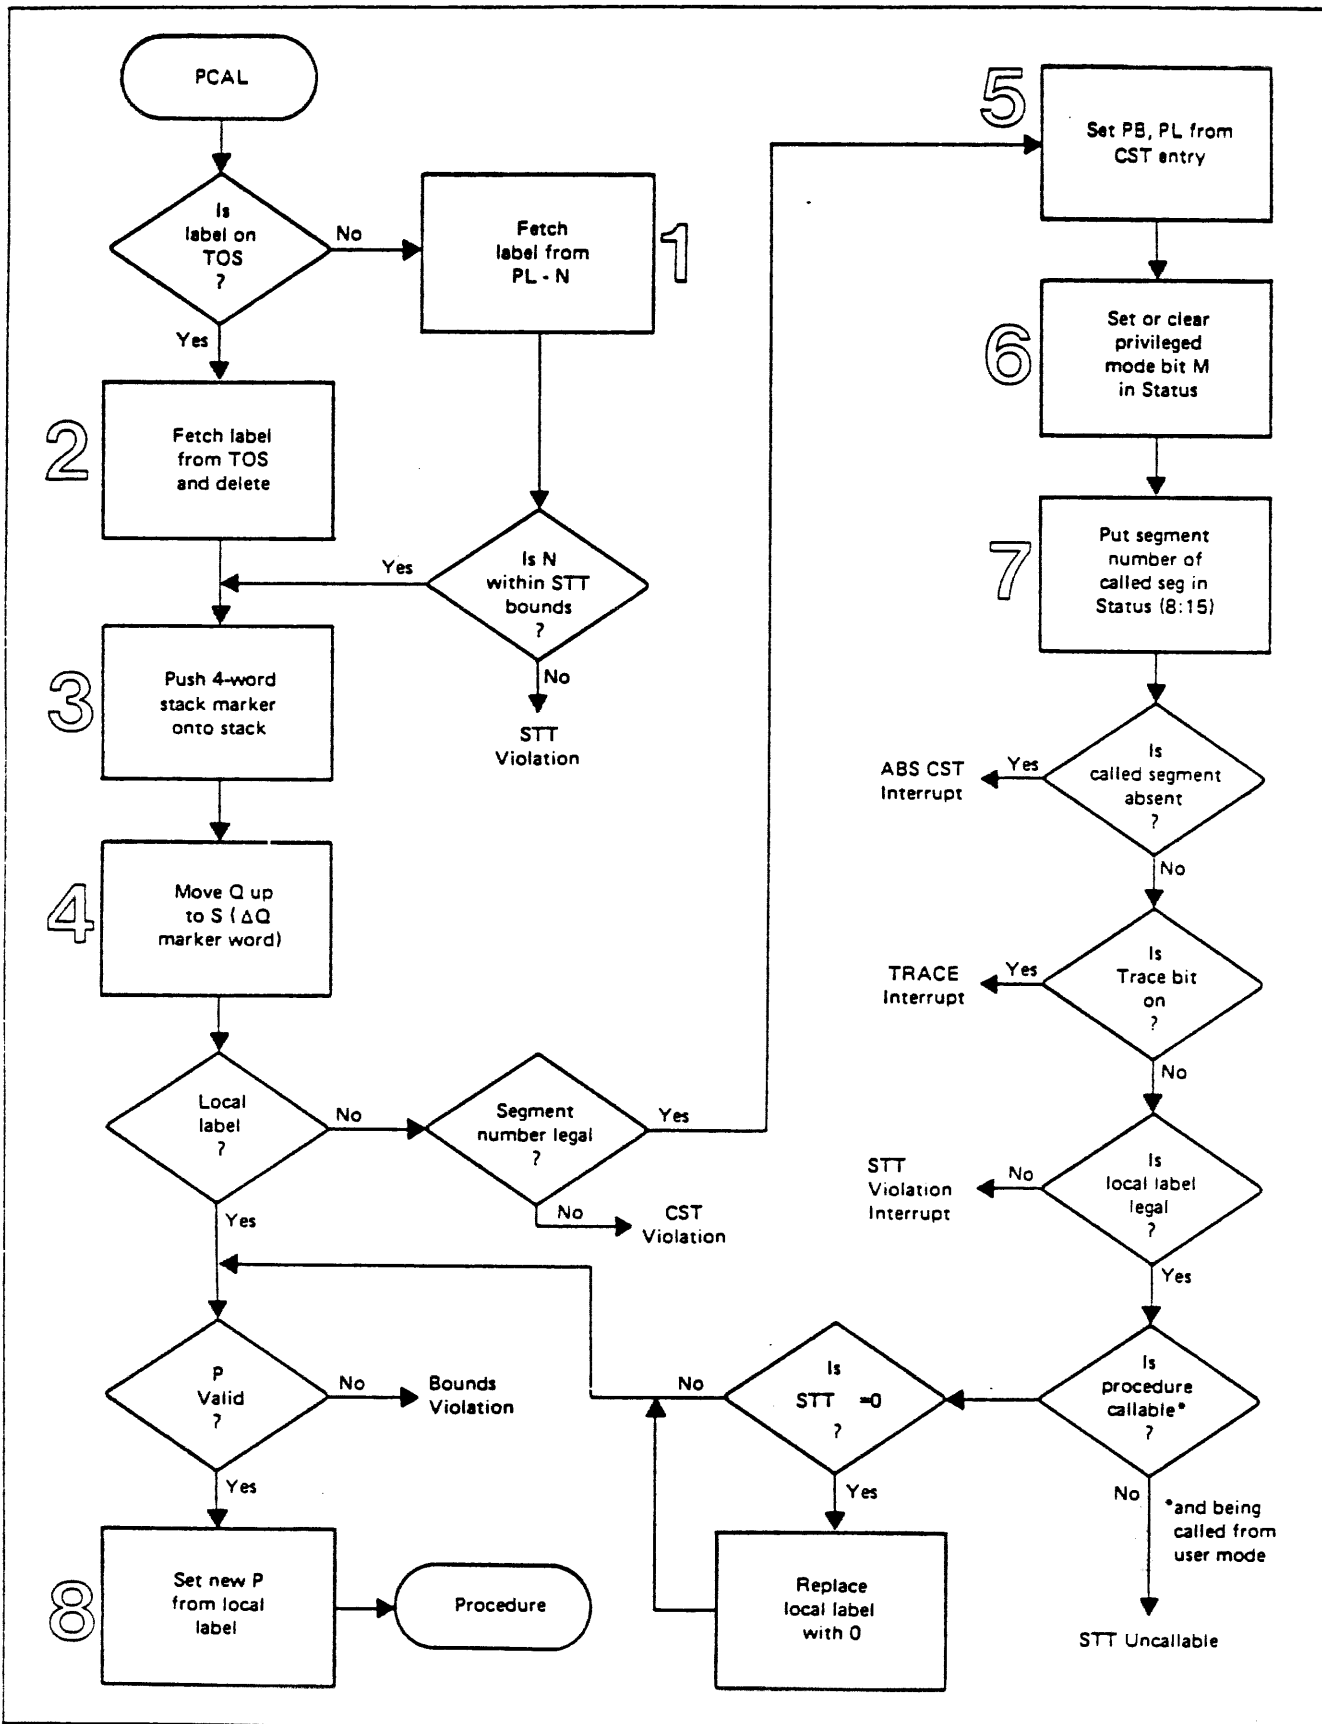 PCAL
Is
label on
TOS
?
No
Yes
Fetch
label from
PL - N
1
2
Fetch label
from TOS
and delete
Is N
within STT
bounds
?
Yes
No
STT
Violation
3
Push 4-word
stack marker
onto stack
4
Move Q up
to S (ΔQ
marker word)
Local
label
?
No
Yes
Segment
number legal
?
Yes
No
CST
Violation
P
Valid
?
No
Bounds
Violation
Yes
8
Set new P
from local
label
Procedure
5
Set PB, PL from
CST entry
6
Set or clear
privileged
mode bit M
in Status
7
Put segment
number of
called seg in
Status (8:15)
Is
called segment
absent
?
Yes
ABS CST
Interrupt
No
Is
Trace bit
on
?
Yes
TRACE
Interrupt
No
Is
local label
legal
?
No
STT
Violation
Interrupt
Yes
Is
procedure
callable*
?
No
*and being
called from
user mode
STT Uncallable
Is
STT =0
?
No
Yes
Replace
local label
with 0